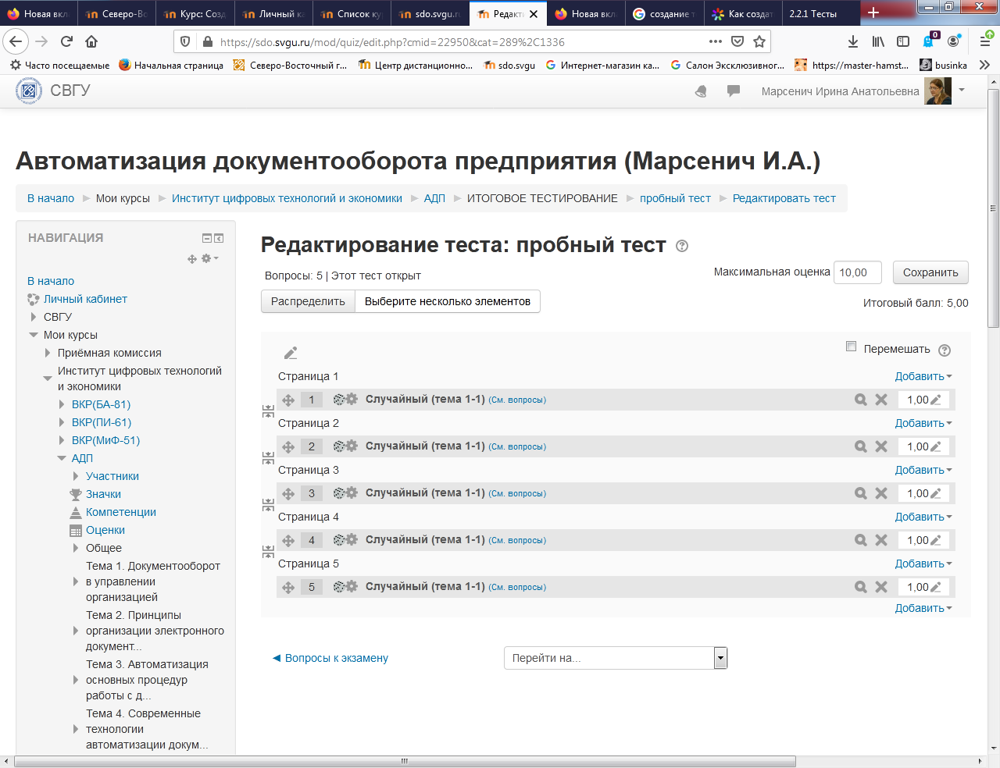 Новая вкл
Северо-Во
Курс: Созд
Личный ка
Список ку
sdo.svgu.ru
Редакт
Новая вкл
создание т
Как создат
2.2.1 Тесты
https://sdo.svgu.ru/mod/quiz/edit.php?cmid=22950&cat=289%2C1336
0
Часто посещаемые
Начальная страница
Северо-Восточный г...
Центр дистанционно...
sdo.svgu
Интернет-магазин ка...
Салон Эксклюзивног...
https://master-hamst...
businka
СВГУ
Марсенич Ирина Анатольевна
Автоматизация документооборота предприятия (Марсенич И.А.)
В начало ► Мои курсы ► Институт цифровых технологий и экономики ► АДП ► ИТОГОВОЕ ТЕСТИРОВАНИЕ ► пробный тест ► Редактировать тест
НАВИГАЦИЯ
В начало
Личный кабинет
СВГУ
Мои курсы
Приёмная комиссия
Институт цифровых технологий
и экономики
ВКР(БА-81)
ВКР(ПИ-61)
ВКР(МиФ-51)
АДП
Участники
Значки
Компетенции
Оценки
Общее
Тема 1. Документооборот
в управлении
организацией
Тема 2. Принципы
организации электронного
документ...
Тема 3. Автоматизация
основных процедур
работы с д...
Тема 4. Современные
технологии
автоматизации докум...
Редактирование теста: пробный тест
Вопросы: 5 | Этот тест открыт
Максимальная оценка 10,00 Сохранить
Распределить Выберите несколько элементов
Итоговый балл: 5,00
Перемешать
Страница 1 Добавить
1 Случайный (тема 1-1) (См. вопросы) 1,00
Страница 2 Добавить
2 Случайный (тема 1-1) (См. вопросы) 1,00
Страница 3 Добавить
3 Случайный (тема 1-1) (См. вопросы) 1,00
Страница 4 Добавить
4 Случайный (тема 1-1) (См. вопросы) 1,00
Страница 5 Добавить
5 Случайный (тема 1-1) (См. вопросы) 1,00
Добавить
◄ Вопросы к экзамену
Перейти на...